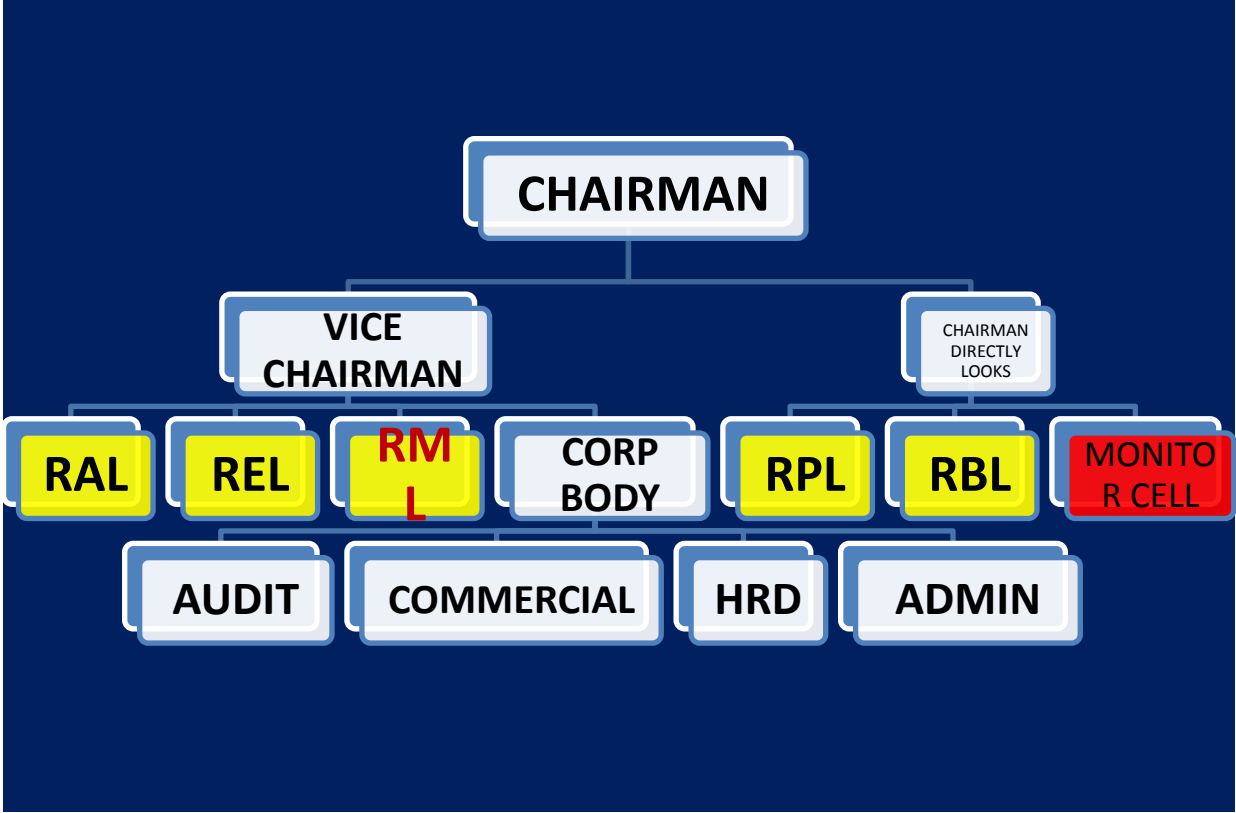 CHAIRMAN
VICE
CHAIRMAN
CHAIRMAN
DIRECTLY
LOOKS
RAL
REL
RM
L
CORP
BODY
RPL
RBL
MONITO
R CELL
AUDIT
COMMERCIAL
HRD
ADMIN